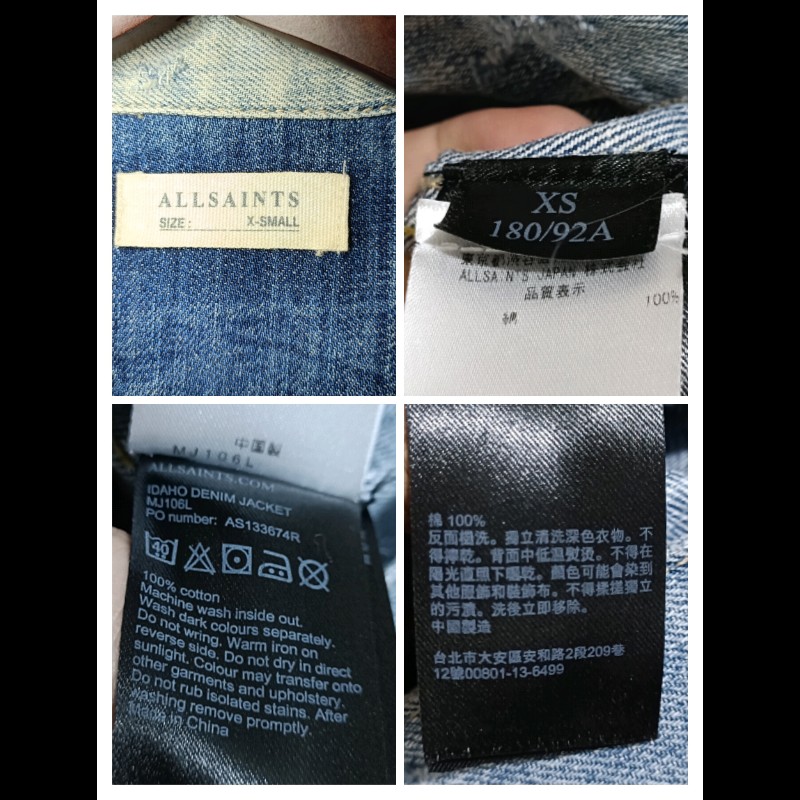 ALLSAINTS
SIZE: X-SMALL
XS
180/92A
ALLSAINTS JAPAN 株式会社
品質表示
綿 100%
中国製
MJ106L
ALLSAINTS.COM
IDAHO DENIM JACKET
MJ106L
PO number: AS133674R
40
100% cotton
Machine wash inside out.
Wash dark colours separately.
Do not wring. Warm iron on
reverse side. Do not dry in direct
sunlight. Colour may transfer onto
other garments and upholstery.
Do not rub isolated stains. After
washing remove promptly.
Made in China
棉 100%
反面機洗。獨立清洗深色衣物。不
得擰乾。背面中低溫熨燙。不得在
陽光直照下曬乾。顏色可能會染到
其他服飾和裝飾布。不得揉搓獨立
的污漬。洗後立即移除。
中國製造
台北市大安區安和路2段209巷
12號00801-13-6499